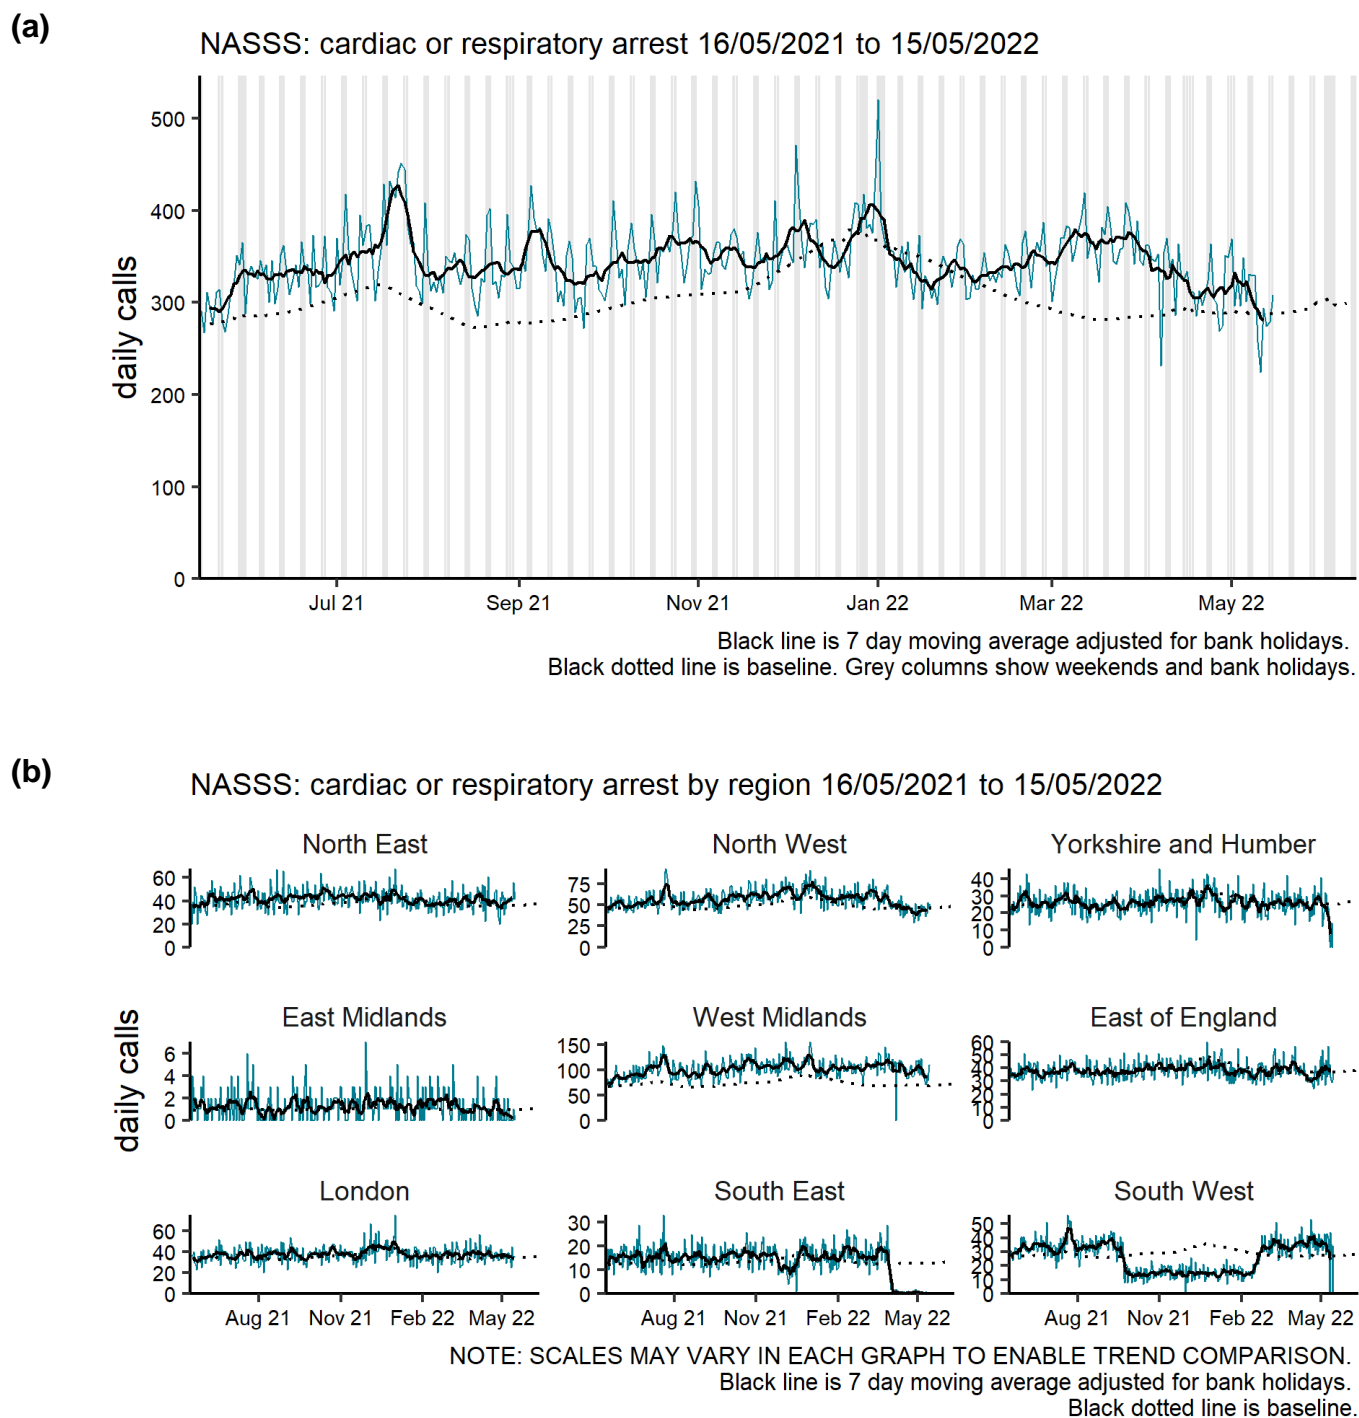 (a)
NASSS: cardiac or respiratory arrest 16/05/2021 to 15/05/2022
daily calls
500
400
300
200
100
0
Jul 21 Sep 21 Nov 21 Jan 22 Mar 22 May 22
Black line is 7 day moving average adjusted for bank holidays.
Black dotted line is baseline. Grey columns show weekends and bank holidays.
(b)
NASSS: cardiac or respiratory arrest by region 16/05/2021 to 15/05/2022
daily calls
North East
60
40
20
0
North West
75
50
25
0
Yorkshire and Humber
40
30
20
10
0
East Midlands
6
4
2
0
West Midlands
150
100
50
0
East of England
60
50
40
30
20
10
0
London
60
40
20
0
South East
30
20
10
0
South West
50
40
30
20
10
0
Aug 21 Nov 21 Feb 22 May 22
Aug 21 Nov 21 Feb 22 May 22
Aug 21 Nov 21 Feb 22 May 22
NOTE: SCALES MAY VARY IN EACH GRAPH TO ENABLE TREND COMPARISON.
Black line is 7 day moving average adjusted for bank holidays.
Black dotted line is baseline.